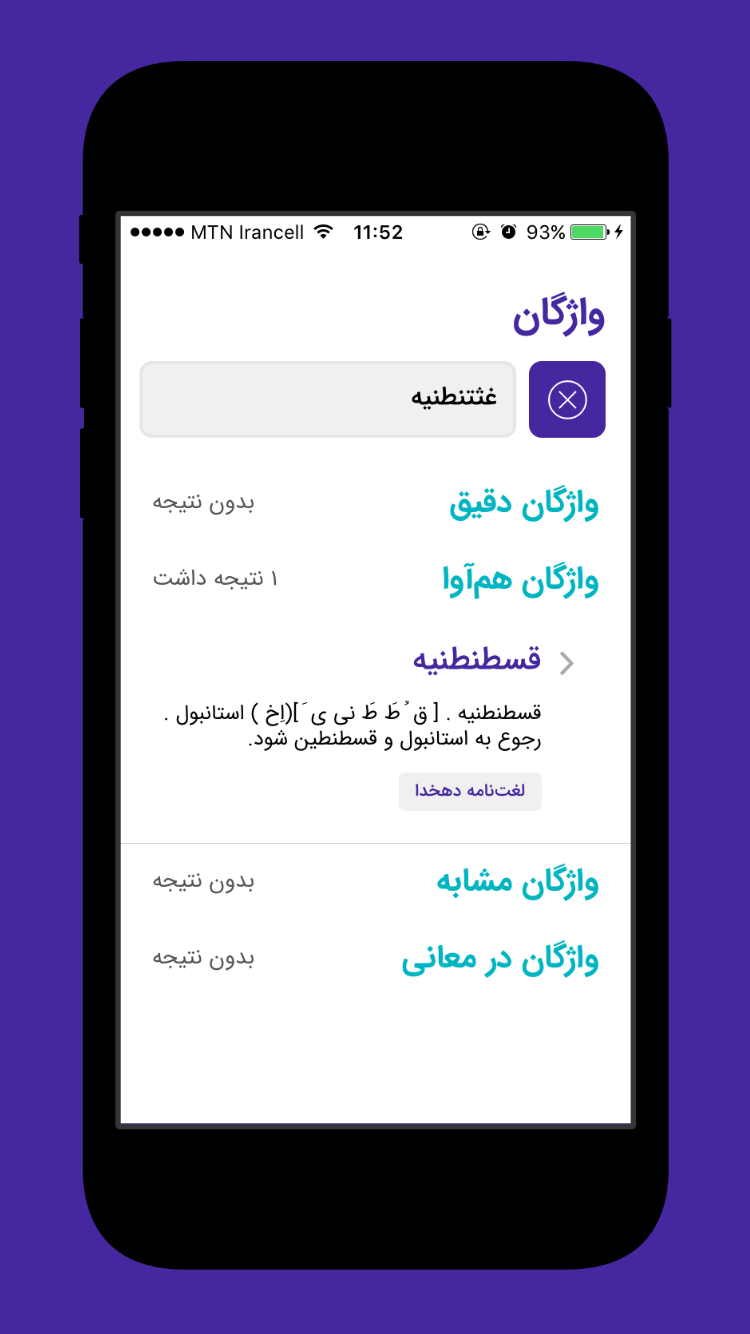 MTN Irancell 11:52 93%
واژگان
غثتنطنیه
واژگان دقیق بدون نتیجه
واژگان هم‌آوا ۱ نتیجه داشت
قسطنطنیه
قسطنطنیه . [ ق ُ طَ طَ نی ی َ ](اِخ ) استانبول .
رجوع به استانبول و قسطنطین شود.
لغت‌نامه دهخدا
واژگان مشابه بدون نتیجه
واژگان در معانی بدون نتیجه